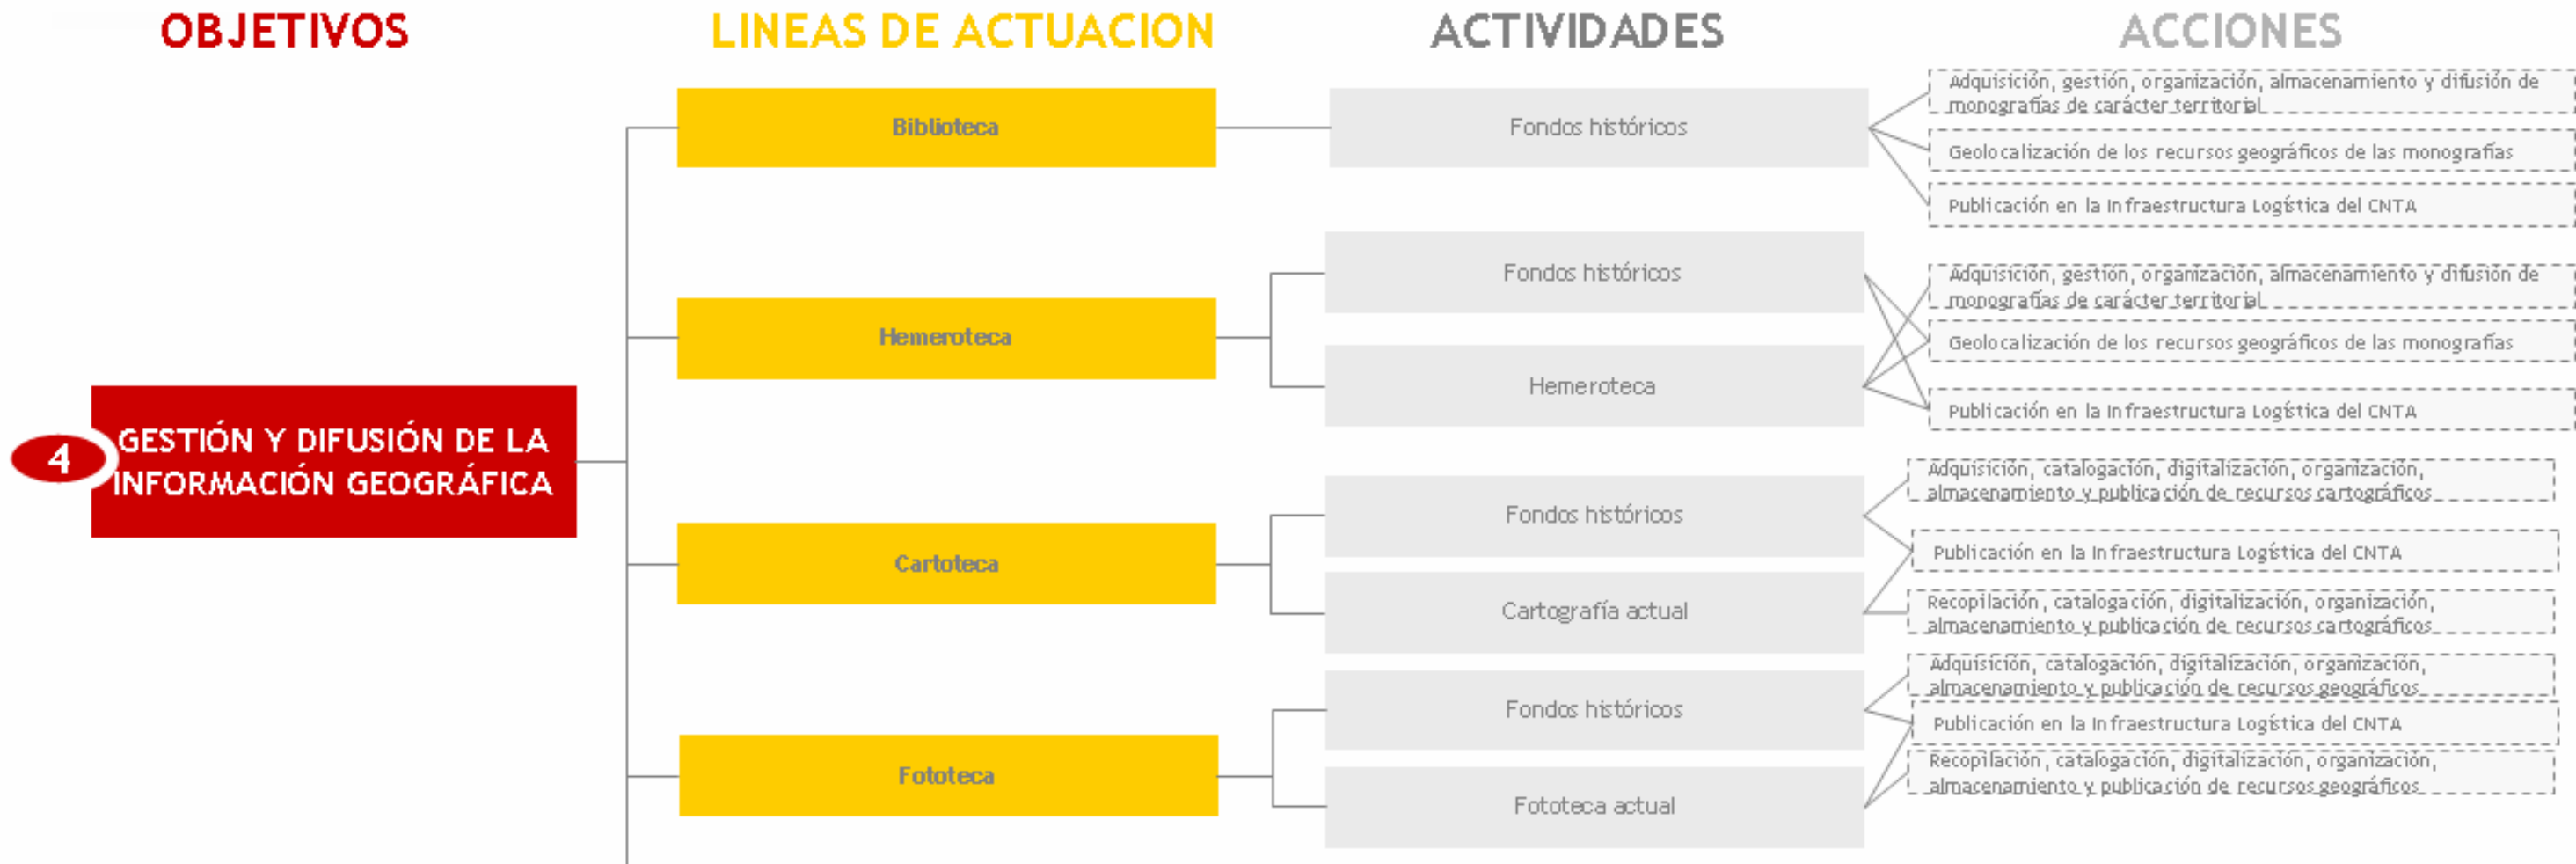 OBJETIVOS
LINEAS DE ACTUACION
ACTIVIDADES
ACCIONES
4
GESTIÓN Y DIFUSIÓN DE LA
INFORMACIÓN GEOGRÁFICA
Biblioteca
Fondos históricos
Adquisición, gestión, organización, almacenamiento y difusión de
monografías de carácter territorial
Geolocalización de los recursos geográficos de las monografías
Publicación en la Infraestructura Logística del CNTA
Hemeroteca
Fondos históricos
Hemeroteca
Adquisición, gestión, organización, almacenamiento y difusión de
monografías de carácter territorial
Geolocalización de los recursos geográficos de las monografías
Publicación en la Infraestructura Logística del CNTA
Cartoteca
Fondos históricos
Cartografía actual
Adquisición, catalogación, digitalización, organización,
almacenamiento y publicación de recursos cartográficos
Publicación en la Infraestructura Logística del CNTA
Recopilación, catalogación, digitalización, organización,
almacenamiento y publicación de recursos cartográficos
Fototeca
Fondos históricos
Fototeca actual
Adquisición, catalogación, digitalización, organización,
almacenamiento y publicación de recursos geográficos
Publicación en la Infraestructura Logística del CNTA
Recopilación, catalogación, digitalización, organización,
almacenamiento y publicación de recursos geográficos